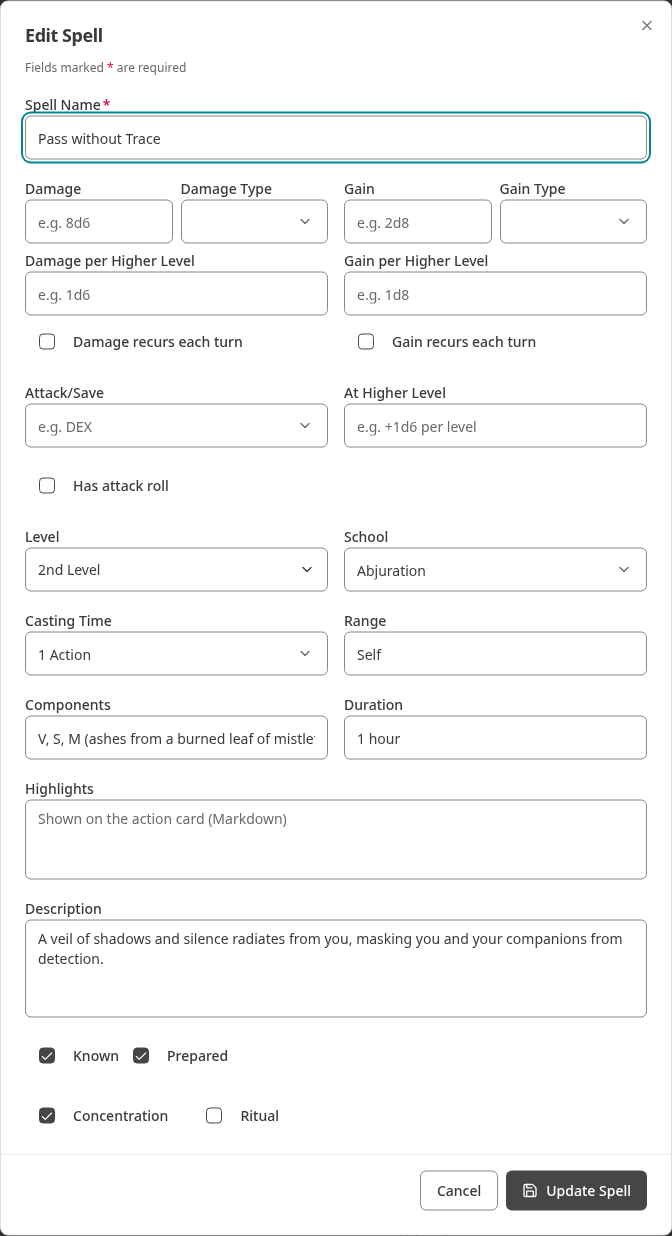 Edit Spell
Fields marked * are required
Spell Name*
Pass without Trace
Damage Damage Type Gain Gain Type
e.g. 8d6 e.g. 2d8
Damage per Higher Level Gain per Higher Level
e.g. 1d6 e.g. 1d8
Damage recurs each turn Gain recurs each turn
Attack/Save At Higher Level
e.g. DEX e.g. +1d6 per level
Has attack roll
Level School
2nd Level Abjuration
Casting Time Range
1 Action Self
Components Duration
V, S, M (ashes from a burned leaf of 1 hour
Highlights
Shown on the action card (Markdown)
Description
A veil of shadows and silence radiates from you, masking you and your companions from
detection.
Known Prepared
Concentration Ritual
Cancel Update Spell